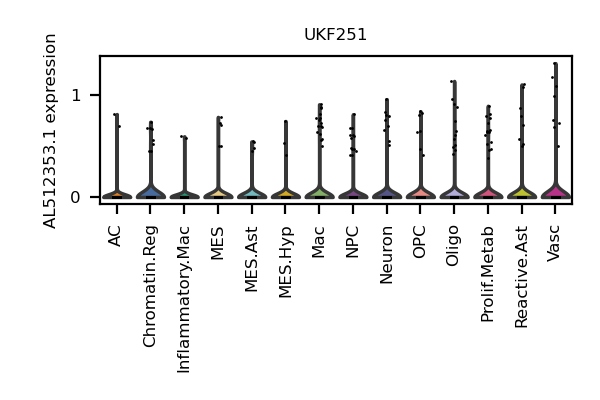 UKF251
AL512353.1 expression
1
0
AC
Chromatin.Reg
Inflammatory.Mac
MES
MES.Ast
MES.Hyp
Mac
NPC
Neuron
OPC
Oligo
Prolif.Metab
Reactive.Ast
Vasc